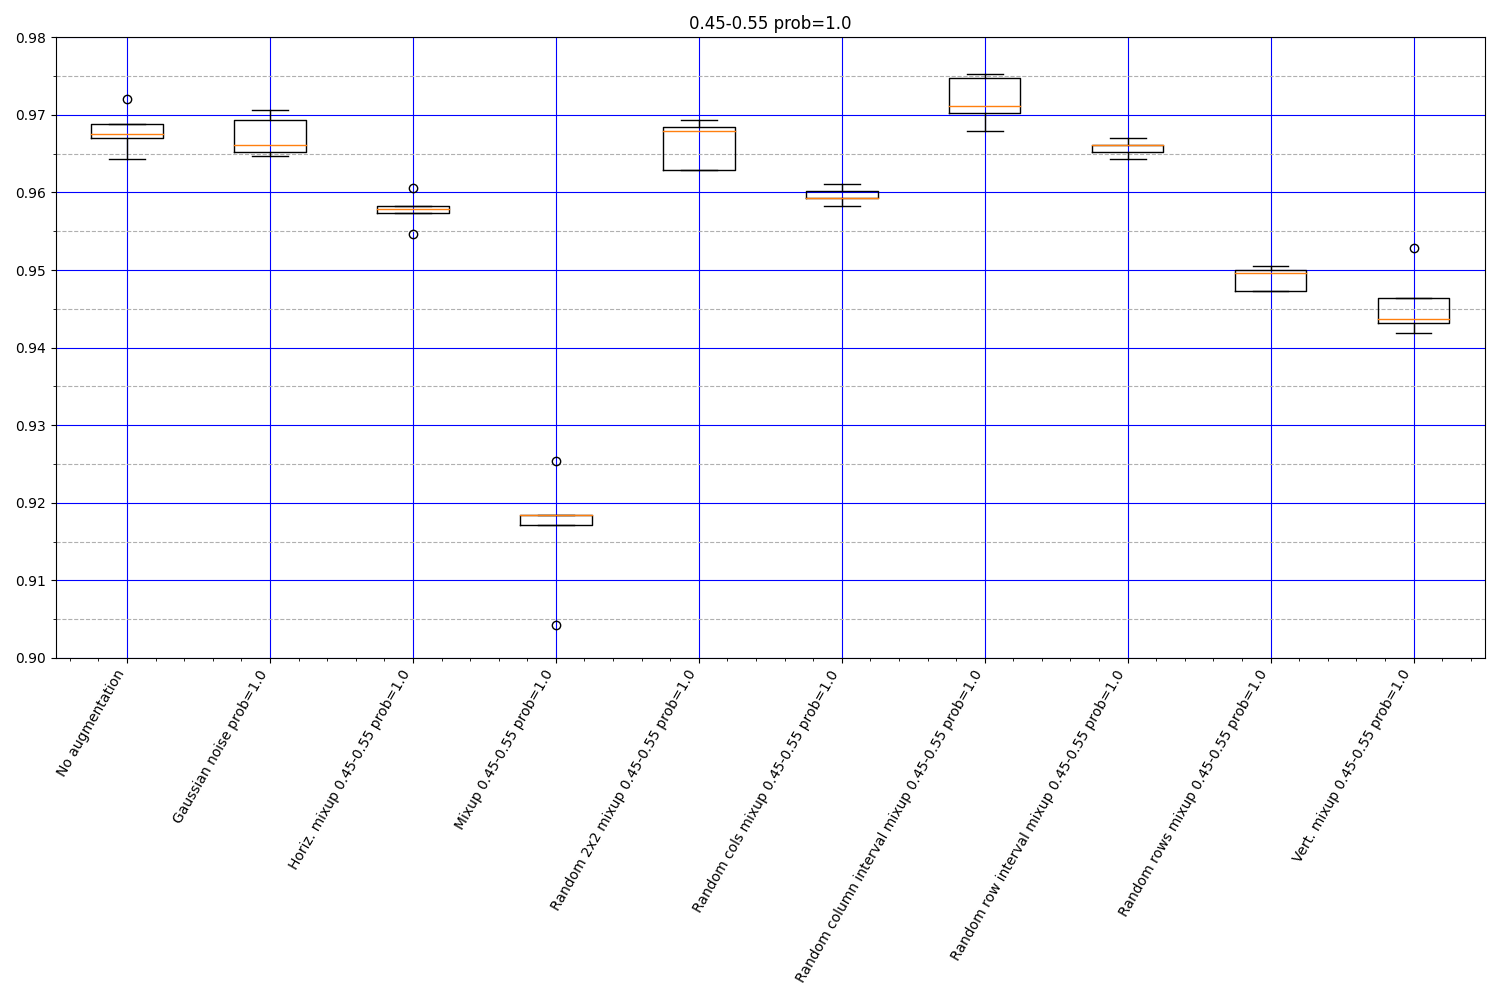 0.45-0.55 prob=1.0
0.98
0.97
0.96
0.95
0.94
0.93
0.92
0.91
0.90
No augmentation
Gaussian noise prob=1.0
Horiz. mixup 0.45-0.55 prob=1.0
Mixup 0.45-0.55 prob=1.0
Random 2x2 mixup 0.45-0.55 prob=1.0
Random cols mixup 0.45-0.55 prob=1.0
Random column interval mixup 0.45-0.55 prob=1.0
Random row interval mixup 0.45-0.55 prob=1.0
Random rows mixup 0.45-0.55 prob=1.0
Vert. mixup 0.45-0.55 prob=1.0